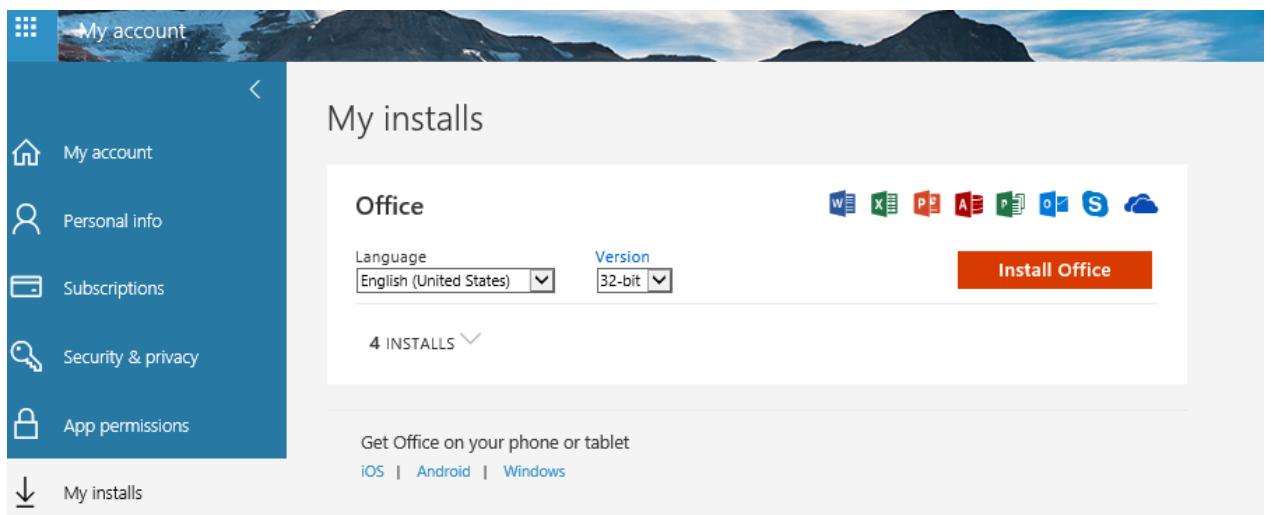 My account
My account
Personal info
Subscriptions
Security & privacy
App permissions
My installs
My installs
Office
Language
Version
English (United States)
32-bit
Install Office
4 INSTALLS
Get Office on your phone or tablet
iOS | Android | Windows